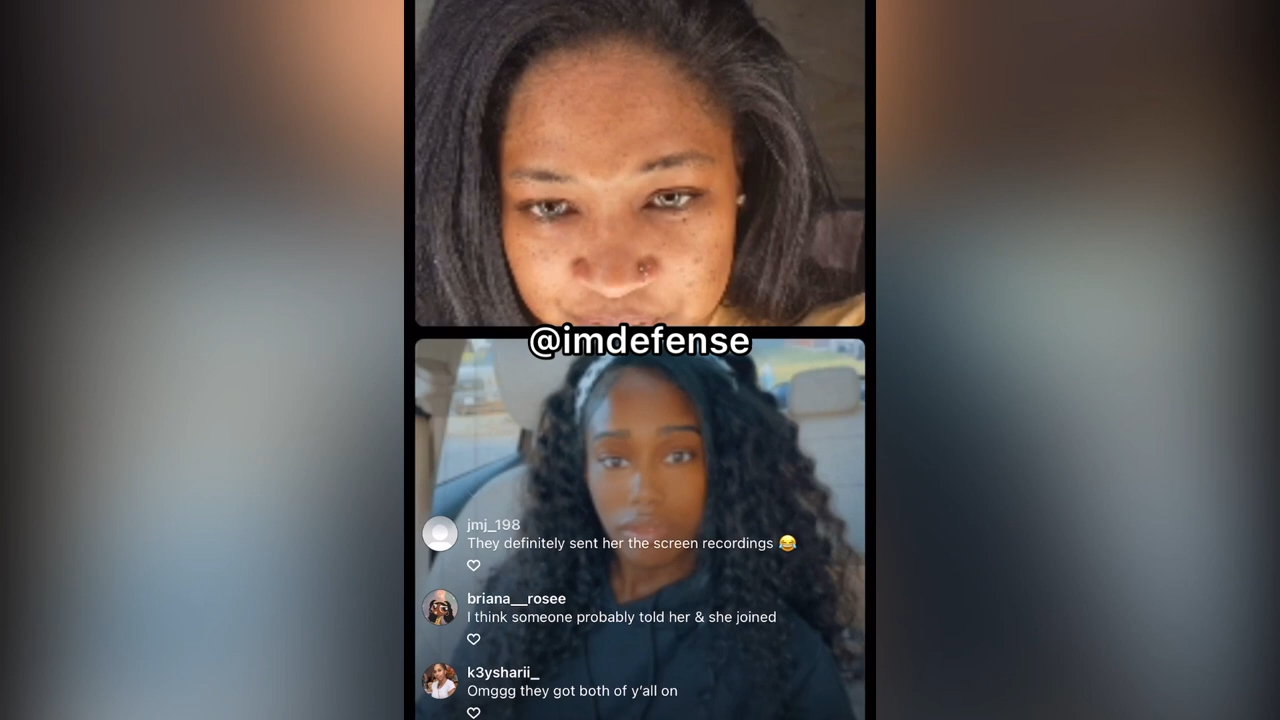 @imdefense
jmj_198
They definitely sent her the screen recordings 😂
briana__rosee
I think someone probably told her & she joined
k3ysharii_
Omggg they got both of y'all on